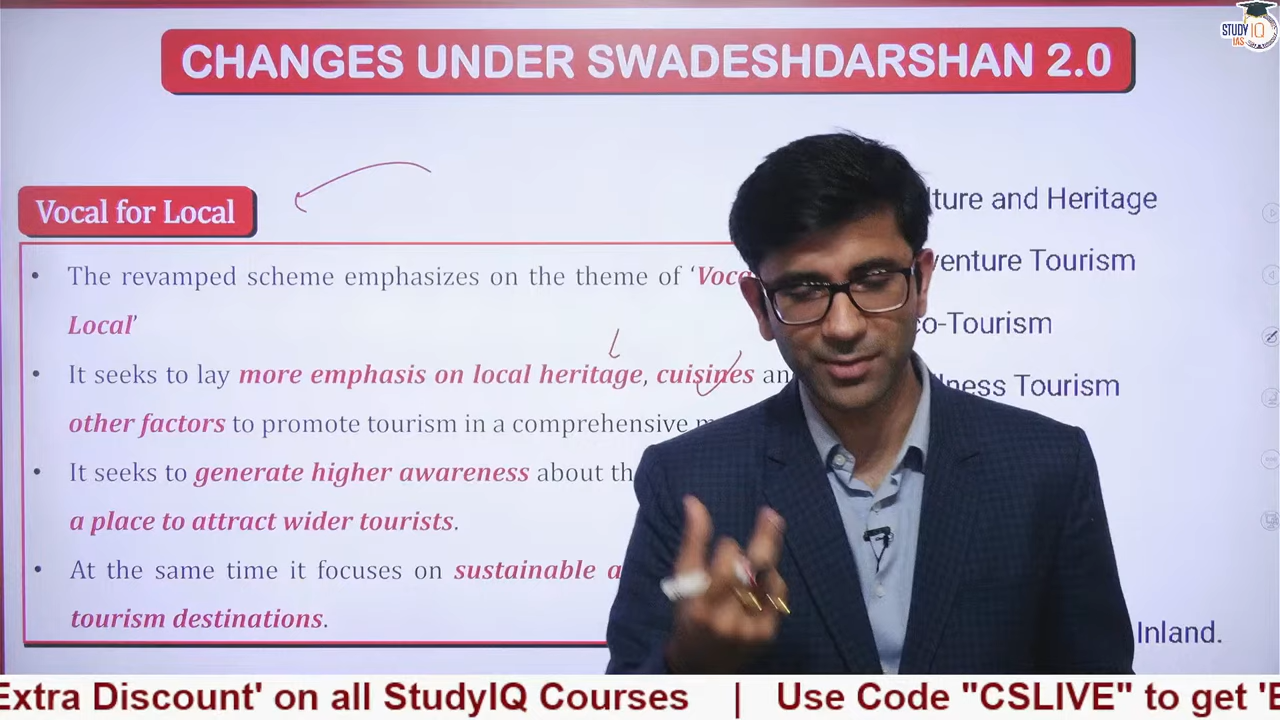 STUDY IQ
IAS
CHANGES UNDER SWADESHDARSHAN 2.0
Vocal for Local
• The revamped scheme emphasizes on the theme of ‘Voca
Local’
• It seeks to lay more emphasis on local heritage, cuisines an
other factors to promote tourism in a comprehensive m
• It seeks to generate higher awareness about th
a place to attract wider tourists.
• At the same time it focuses on sustainable a
tourism destinations.
lture and Heritage
venture Tourism
co-Tourism
llness Tourism
Inland.
Extra Discount' on all StudyIQ Courses | Use Code "CSLIVE" to get 'E